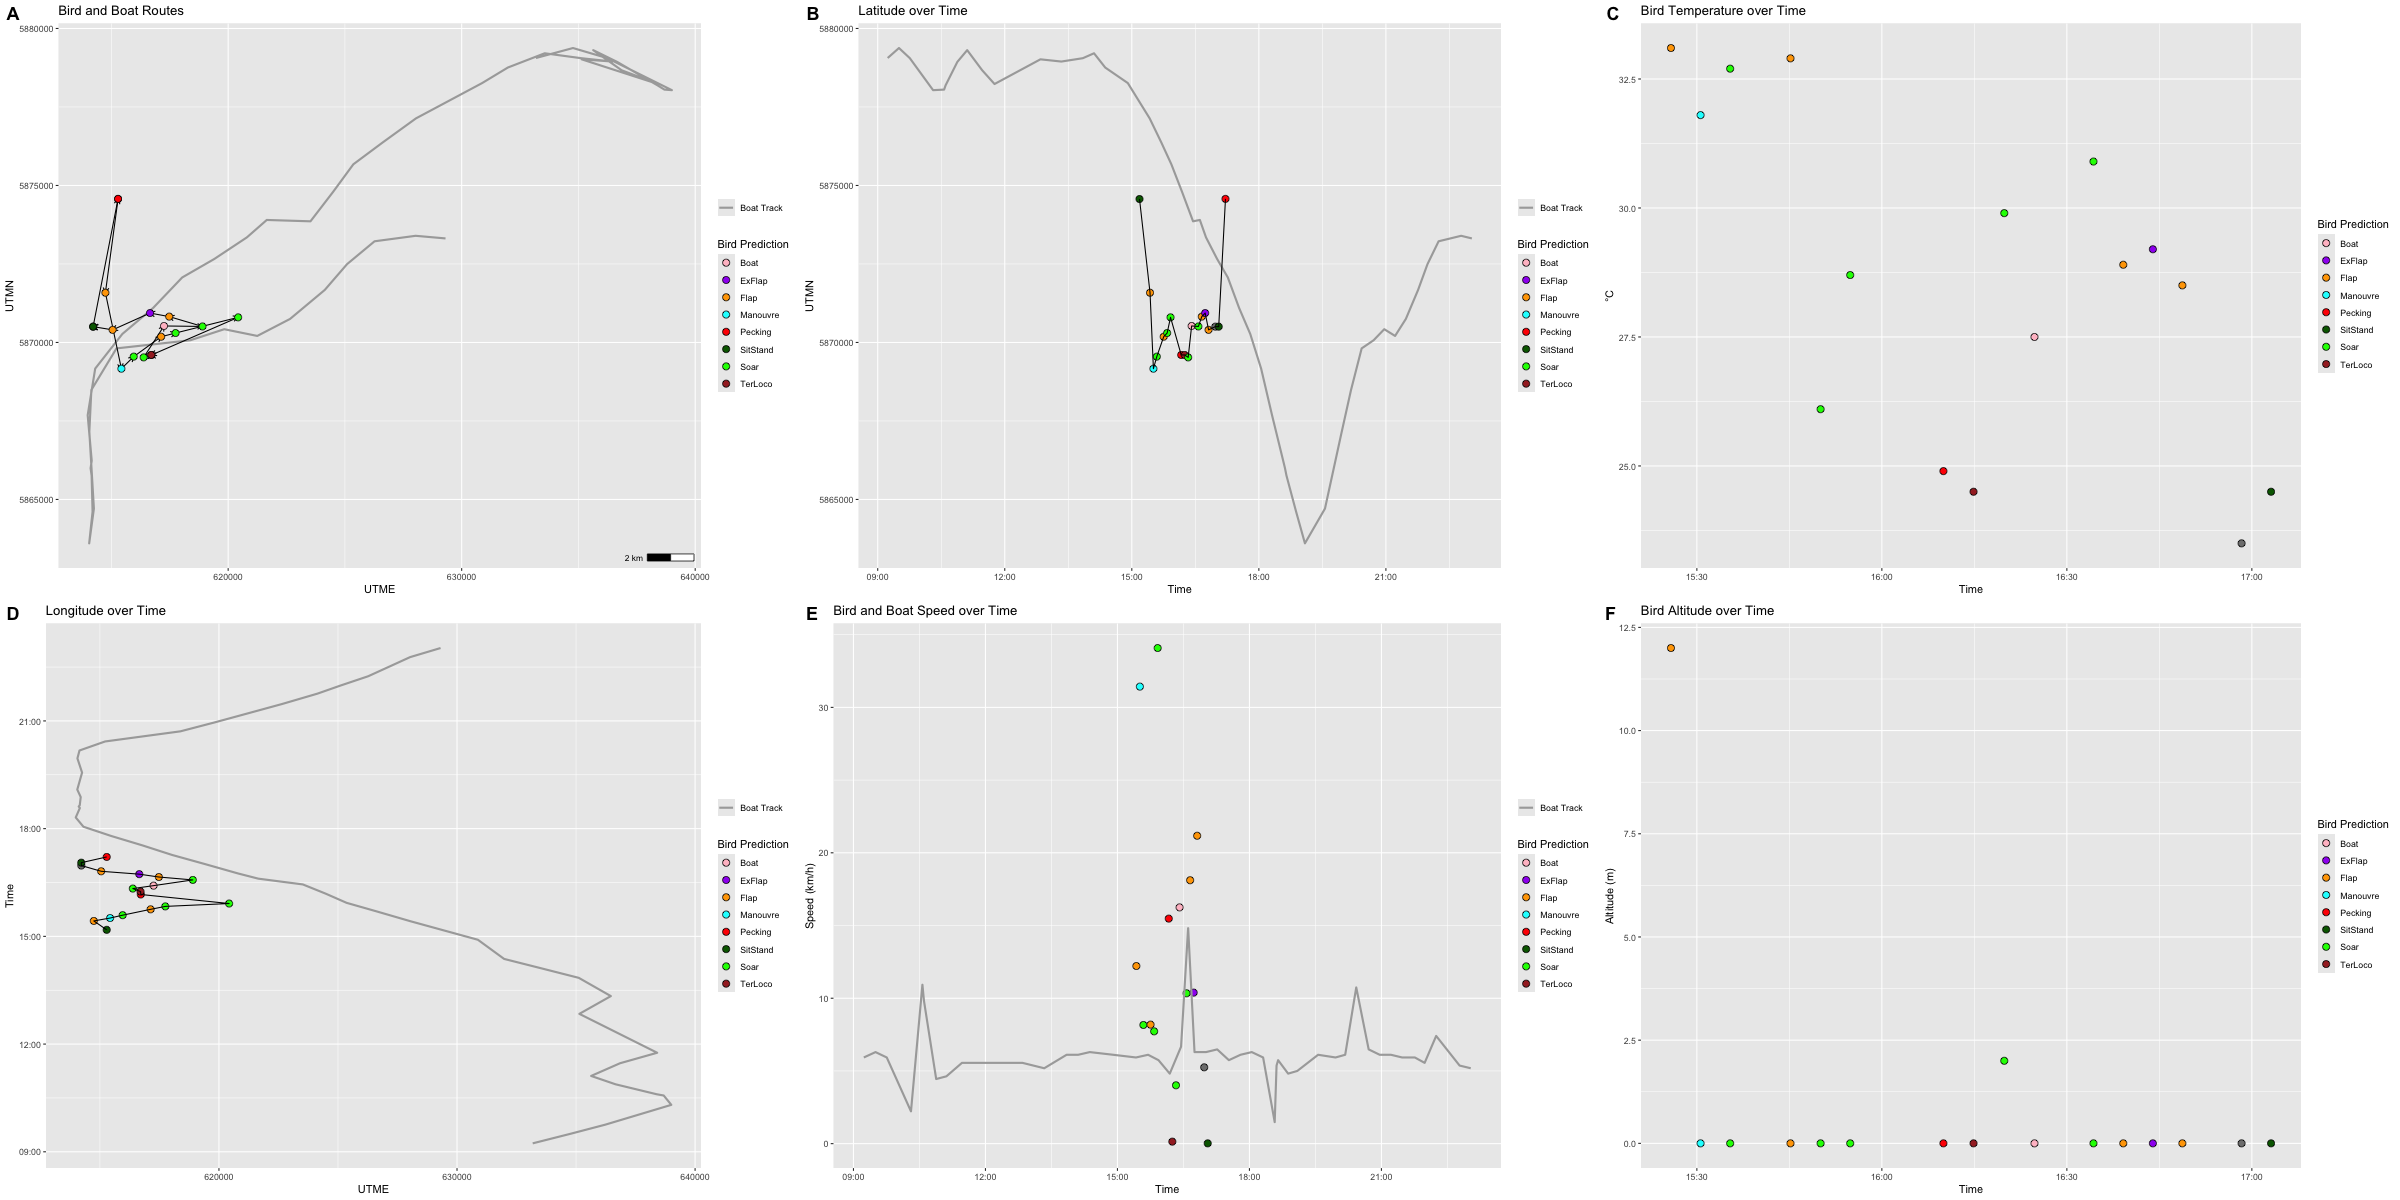 A Bird and Boat Routes
5880000
5875000
5870000
5865000
UTMN
620000
630000
640000
UTME
2 km
Boat Track
Bird Prediction
Boat
ExFlap
Flap
Manouvre
Pecking
SitStand
Soar
TerLoco
B Latitude over Time
5880000
5875000
5870000
5865000
UTMN
09:00
12:00
15:00
18:00
21:00
Time
Boat Track
Bird Prediction
Boat
ExFlap
Flap
Manouvre
Pecking
SitStand
Soar
TerLoco
C Bird Temperature over Time
32.5
30.0
27.5
25.0
°C
15:30
16:00
16:30
17:00
Time
Bird Prediction
Boat
ExFlap
Flap
Manouvre
Pecking
SitStand
Soar
TerLoco
D Longitude over Time
21:00
18:00
15:00
12:00
09:00
Time
620000
630000
640000
UTME
Boat Track
Bird Prediction
Boat
ExFlap
Flap
Manouvre
Pecking
SitStand
Soar
TerLoco
E Bird and Boat Speed over Time
30
20
10
0
Speed (km/h)
09:00
12:00
15:00
18:00
21:00
Time
Boat Track
Bird Prediction
Boat
ExFlap
Flap
Manouvre
Pecking
SitStand
Soar
TerLoco
F Bird Altitude over Time
12.5
10.0
7.5
5.0
2.5
0.0
Altitude (m)
15:30
16:00
16:30
17:00
Time
Bird Prediction
Boat
ExFlap
Flap
Manouvre
Pecking
SitStand
Soar
TerLoco